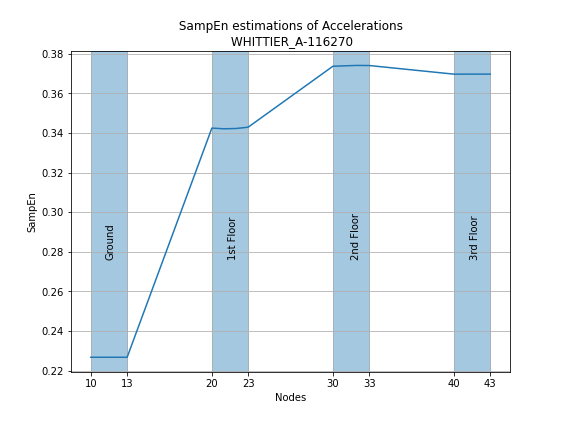 SampEn estimations of Accelerations
WHITTIER_A-116270
0.38
0.36
0.34
0.32
0.30
0.28
0.26
0.24
0.22
SampEn
Ground
1st Floor
2nd Floor
3rd Floor
10 13 20 23 30 33 40 43
Nodes